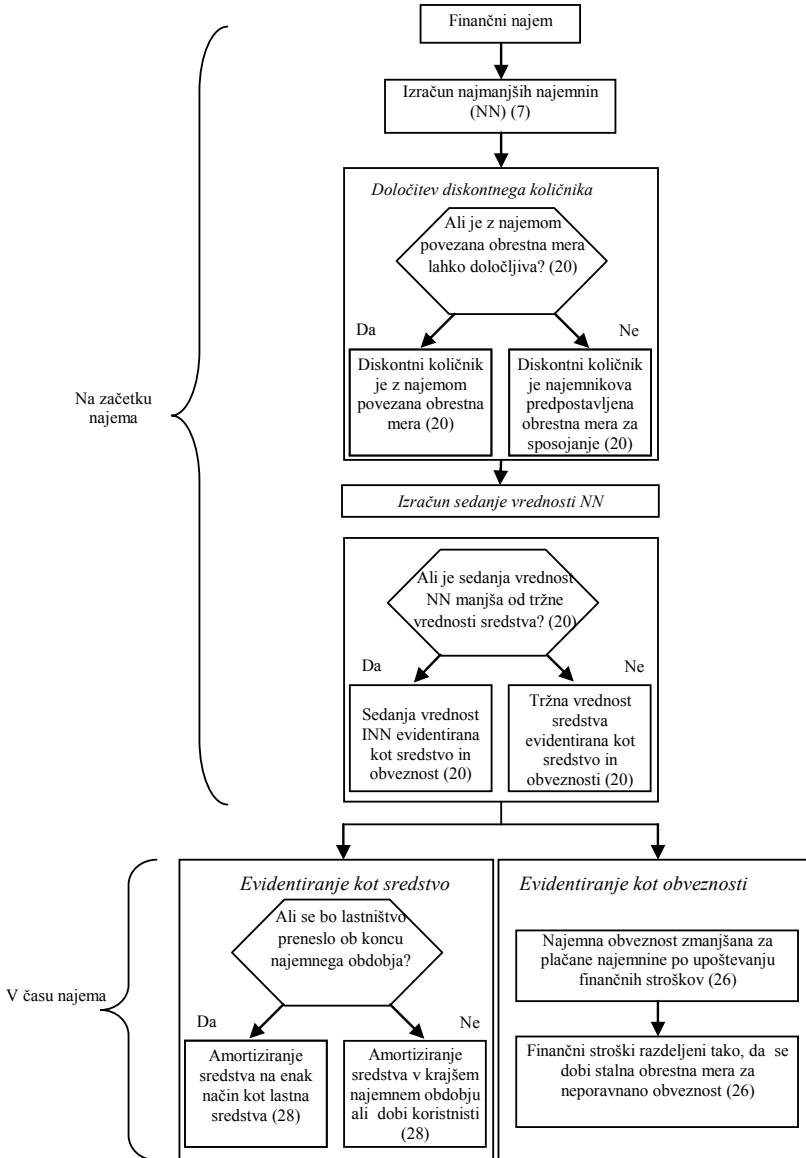 Finančni najem
Izračun najmanjših najemnin
(NN) (7)
Določitev diskontnega količnika
Ali je z najemom
povezana obrestna mera
lahko določljiva? (20)
Da
Ne
Diskontni količnik
je z najemom
povezana obrestna
mera (20)
Diskontni količnik
je najemnikova
predpostavljena
obrestna mera za
sposojanje (20)
Na začetku
najema
Izračun sedanje vrednosti NN
Ali je sedanja vrednost
NN manjša od tržne
vrednosti sredstva? (20)
Da
Ne
Sedanja vrednost
INN evidentirana
kot sredstvo in
obveznost (20)
Tržna vrednost
sredstva
evidentirana kot
sredstvo in
obveznosti (20)
Evidentiranje kot sredstvo
Ali se bo lastništvo
preneslo ob koncu
najemnega obdobja?
Da
Ne
Amortiziranje
sredstva na enak
način kot lastna
sredstva (28)
Amortiziranje
sredstva v krajšem
najemnem obdobju
ali dobi koristnisti
(28)
V času najema
Evidentiranje kot obveznosti
Najemna obveznost zmanjšana za
plačane najemnine po upoštevanju
finančnih stroškov (26)
Finančni stroški razdeljeni tako, da se
dobi stalna obrestna mera za
neporavnano obveznost (26)